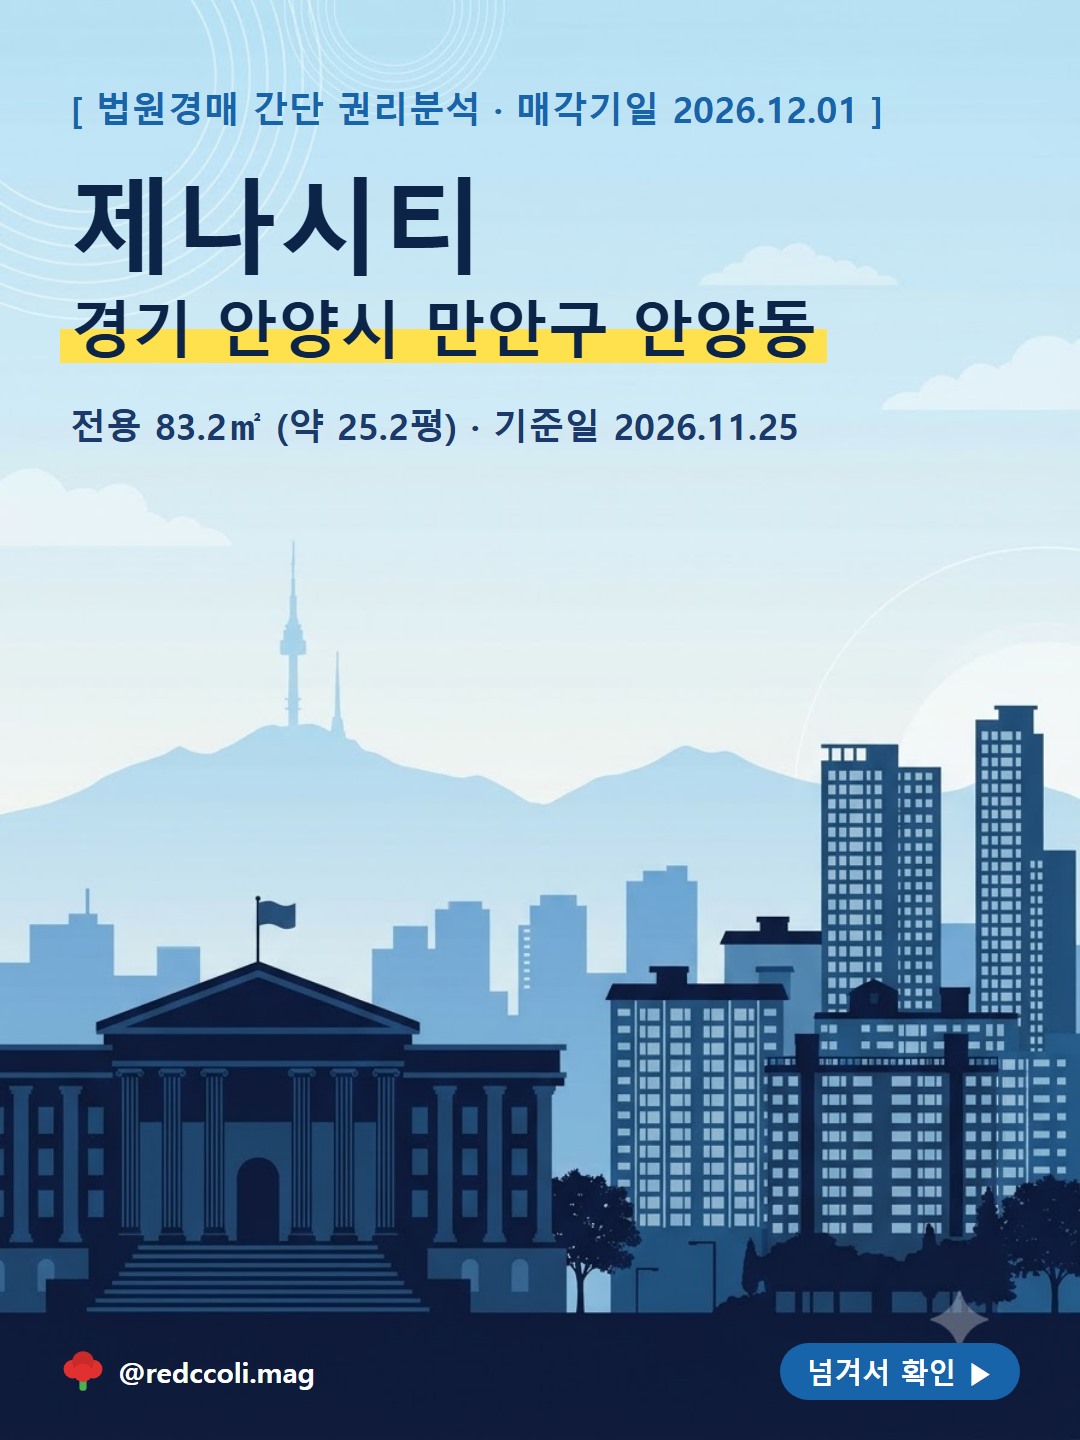 [ 법원경매 간단 권리분석 · 매각기일 2026.12.01 ]
제나시티
경기 안양시 만안구 안양동
전용 83.2㎡ (약 25.2평) · 기준일 2026.11.25
@redccoli.mag
넘겨서 확인 ▶